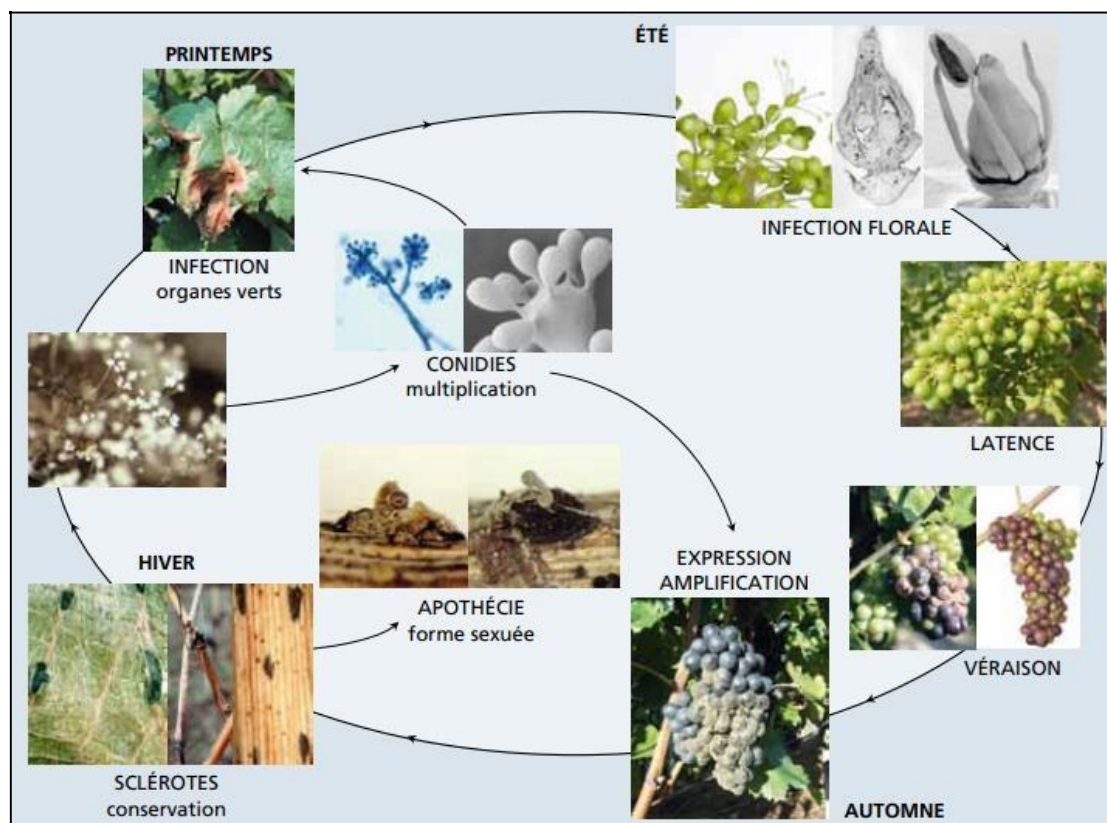 PRINTEMPS
ÉTÉ
INFECTION
organes verts
INFECTION FLORALE
CONIDIES
multiplication
LATENCE
HIVER
APOTHÉCIE
forme sexuée
EXPRESSION
AMPLIFICATION
VÉRAISON
SCLÉROTES
conservation
AUTOMNE